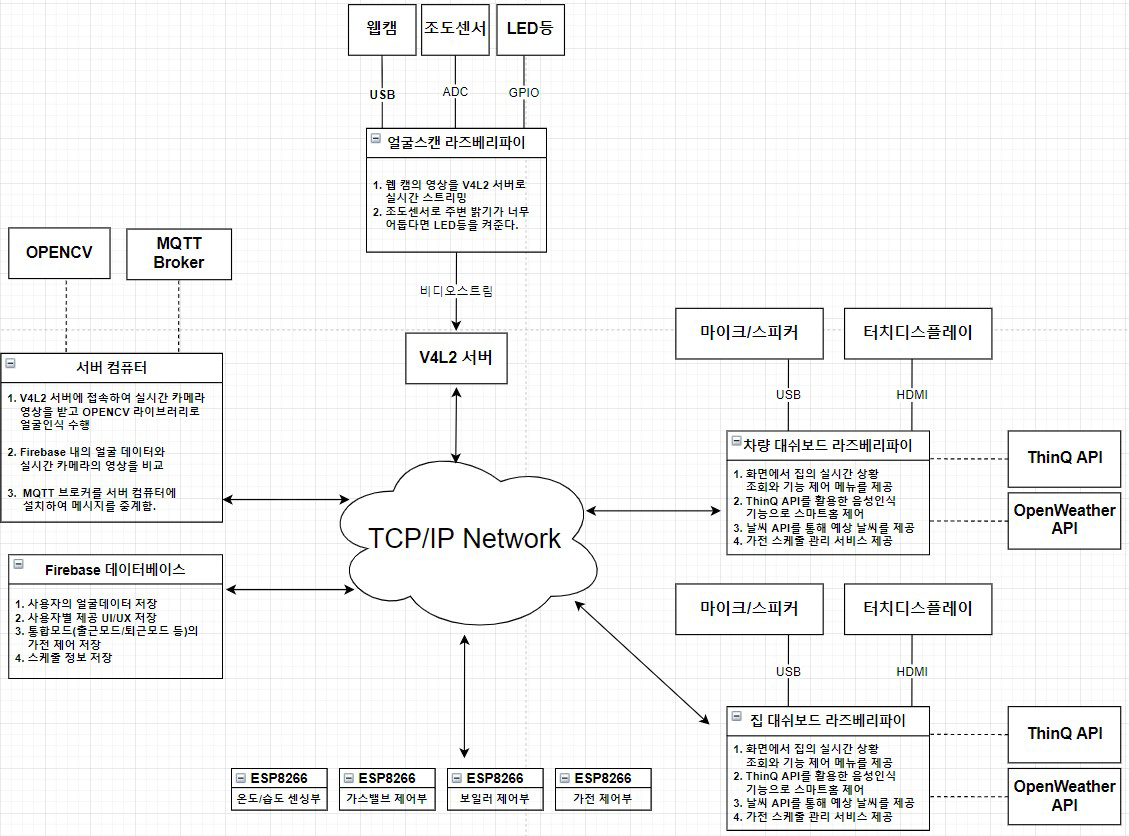 웹캠
조도센서
LED등
USB
ADC
GPIO
얼굴스캔 라즈베리파이
1. 웹 캠의 영상을 V4L2 서버로
실시간 스트리밍
2. 조도센서로 주변 밝기가 너무
어둡다면 LED등을 켜준다.
비디오스트림
V4L2 서버
OPENCV
MQTT
Broker
서버 컴퓨터
1. V4L2 서버에 접속하여 실시간 카메라
영상을 받고 OPENCV 라이브러리로
얼굴인식 수행
2. Firebase 내의 얼굴 데이터와
실시간 카메라의 영상을 비교
3. MQTT 브로커를 서버 컴퓨터에
설치하여 메시지를 중계함.
TCP/IP Network
Firebase 데이터베이스
1. 사용자의 얼굴데이터 저장
2. 사용자별 제공 UI/UX 저장
3. 통합모드(출근모드/퇴근모드 등)의
가전 제어 저장
4. 스케줄 정보 저장
마이크/스피커
터치디스플레이
USB
HDMI
차량 대쉬보드 라즈베리파이
1. 화면에서 집의 실시간 상황
조회와 기능 제어 메뉴를 제공
2. ThinQ API를 활용한 음성인식
기능으로 스마트홈 제어
3. 날씨 API를 통해 예상 날씨를 제공
4. 가전 스케줄 관리 서비스 제공
ThinQ API
OpenWeather
API
마이크/스피커
터치디스플레이
USB
HDMI
집 대쉬보드 라즈베리파이
1. 화면에서 집의 실시간 상황
조회와 기능 제어 메뉴를 제공
2. ThinQ API를 활용한 음성인식
기능으로 스마트홈 제어
3. 날씨 API를 통해 예상 날씨를 제공
4. 가전 스케줄 관리 서비스 제공
ThinQ API
OpenWeather
API
ESP8266
온도/습도 센싱부
ESP8266
가스밸브 제어부
ESP8266
보일러 제어부
ESP8266
가전 제어부